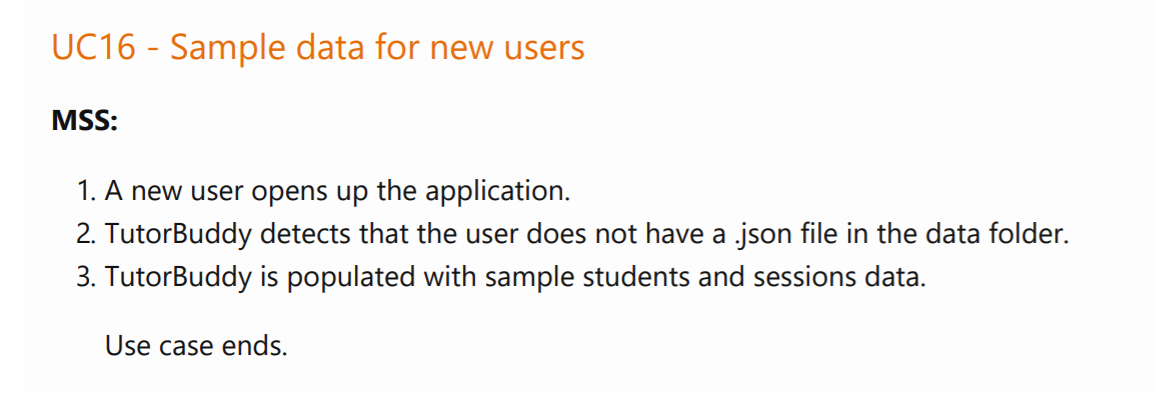 UC16 - Sample data for new users
MSS:
1. A new user opens up the application.
2. TutorBuddy detects that the user does not have a .json file in the data folder.
3. TutorBuddy is populated with sample students and sessions data.
Use case ends.